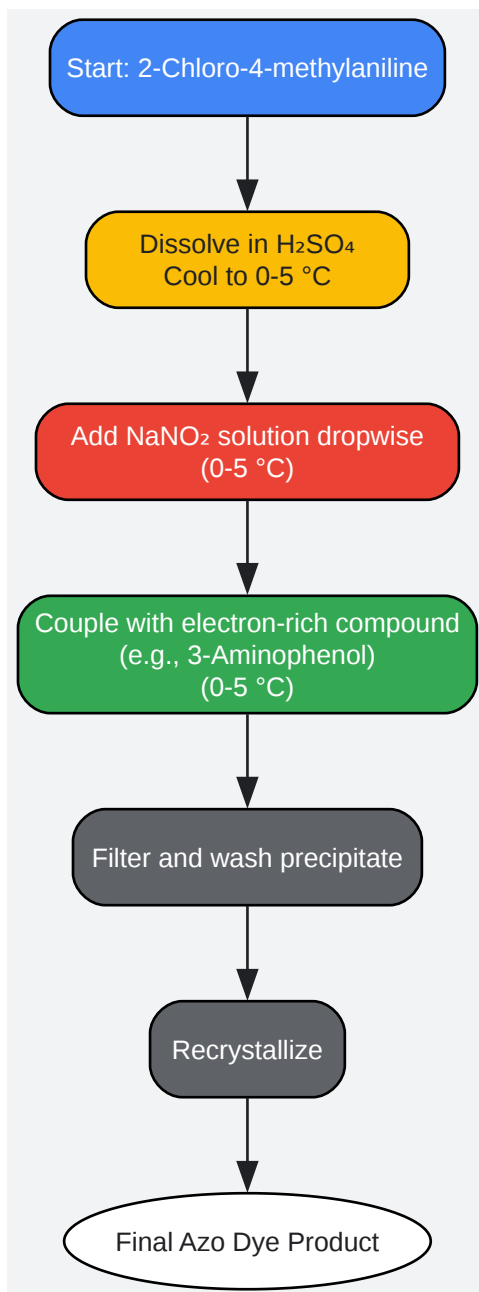 Start: 2-Chloro-4-methylaniline
Dissolve in H₂SO₄
Cool to 0-5 °C
Add NaNO₂ solution dropwise
(0-5 °C)
Couple with electron-rich compound
(e.g., 3-Aminophenol)
(0-5 °C)
Filter and wash precipitate
Recrystallize
Final Azo Dye Product